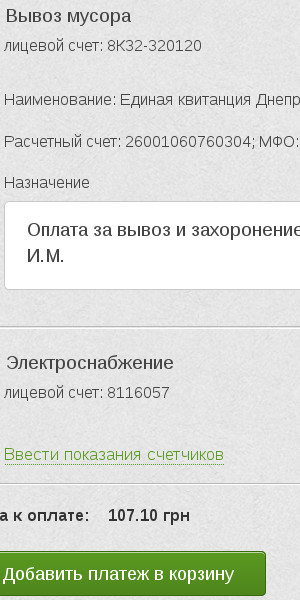 Вывоз мусора
лицевой счет: 8К32-320120
Наименование: Единая квитанция Днепр
Расчетный счет: 26001060760304; МФО:
Назначение
Оплата за вывоз и захоронение
И.М.
Электроснабжение
лицевой счет: 8116057
Ввести показания счетчиков
а к оплате: 107.10 грн
Добавить платеж в корзину